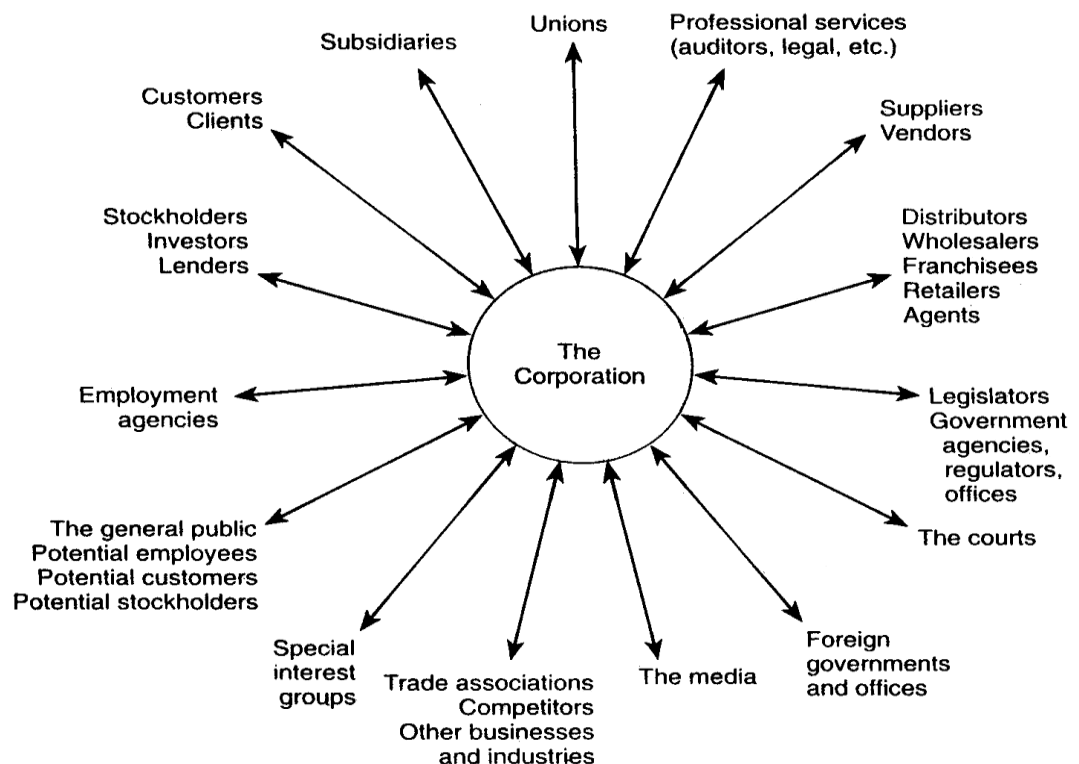 Unions
Professional services
(auditors, legal, etc.)
Subsidiaries
Customers
Clients
Suppliers
Vendors
Stockholders
Investors
Lenders
Distributors
Wholesalers
Franchisees
Retailers
Agents
The
Corporation
Employment
agencies
Legislators
Government
agencies,
regulators,
offices
The general public
Potential employees
Potential customers
Potential stockholders
The courts
Special
interest
groups
Trade associations
Competitors
Other businesses
and industries
The media
Foreign
governments
and offices